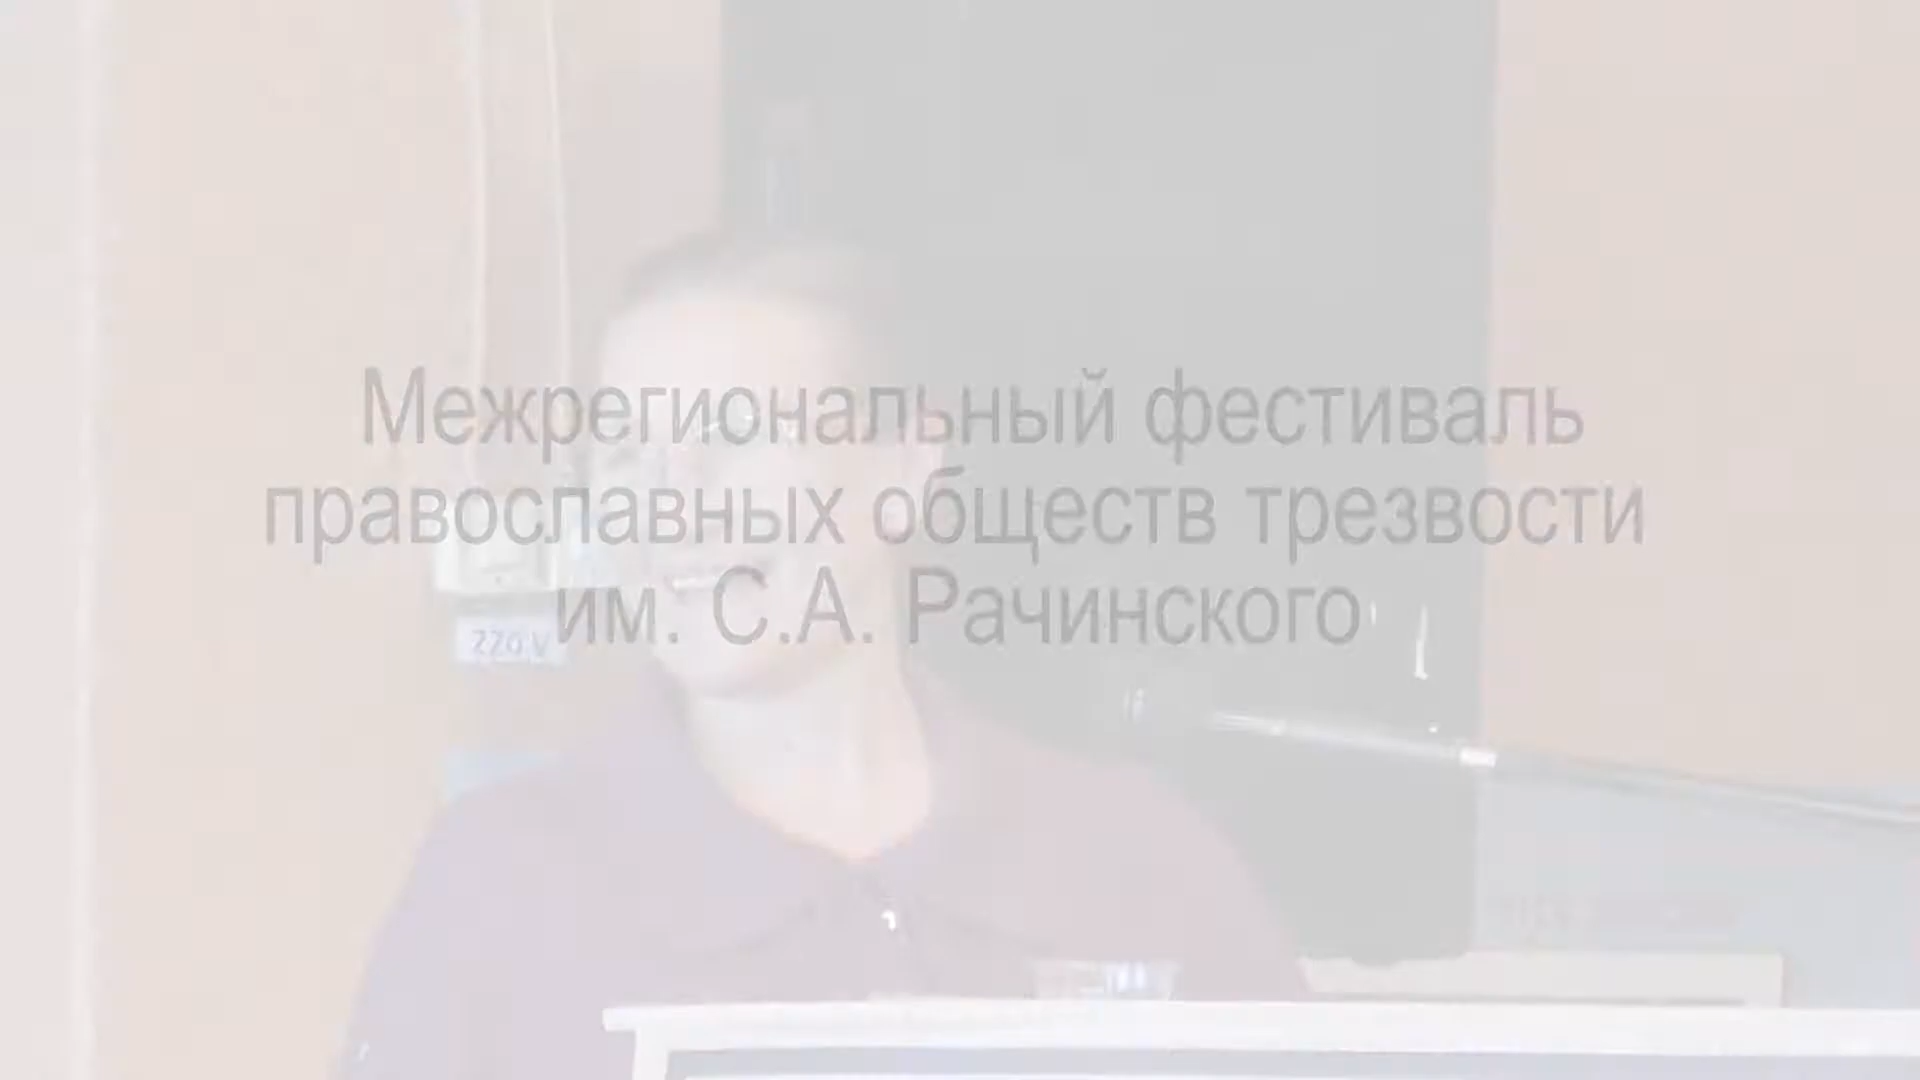 Межрегиональный фестиваль
православных обществ трезвости
им. С.А. Рачинского
220 V